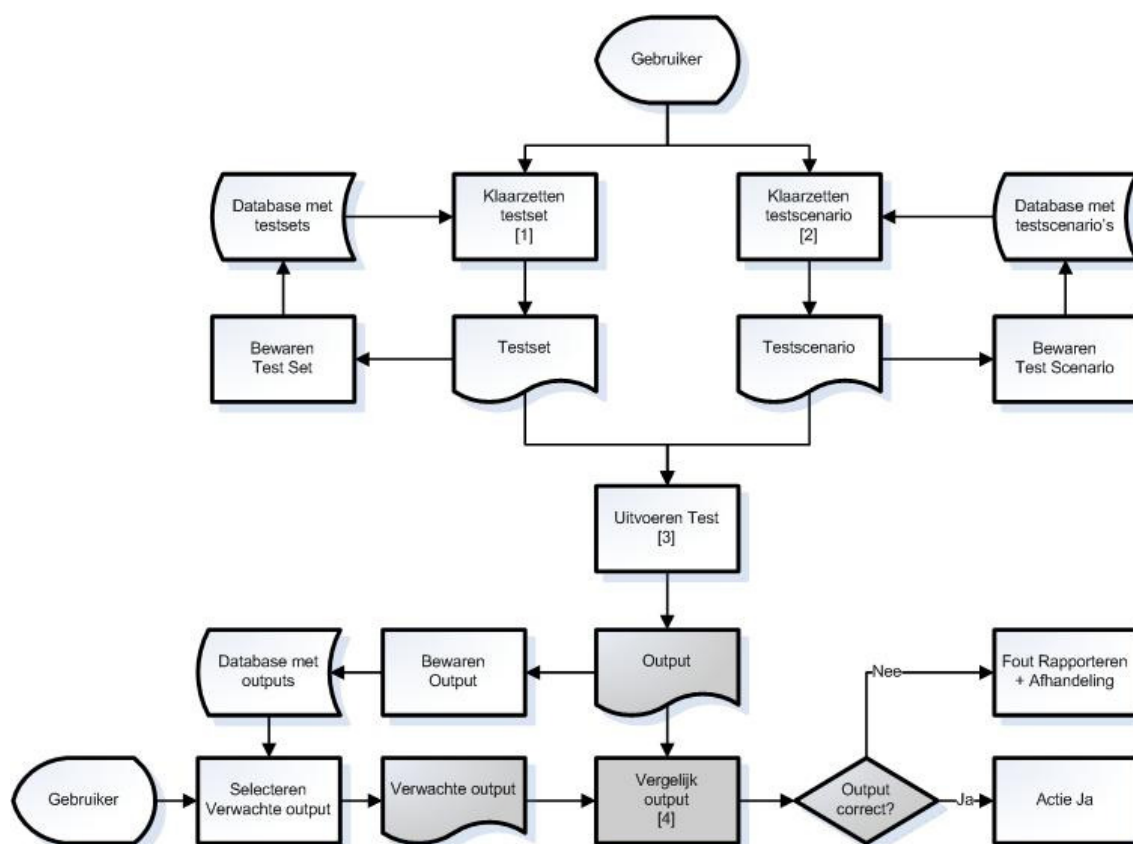 Gebruiker
Database met
testsets
Klaarzetten
testset
[1]
Klaarzetten
testscenario
[2]
Database met
testscenario's
Bewaren
Test Set
Testset
Testscenario
Bewaren
Test Scenario
Uitvoeren Test
[3]
Database met
outputs
Bewaren
Output
Output
Nee
Fout Rapporteren
+ Afhandeling
Gebruiker
Selecteren
Verwachte output
Verwachte output
Vergelijk
output
[4]
Output
correct?
Ja
Actie Ja